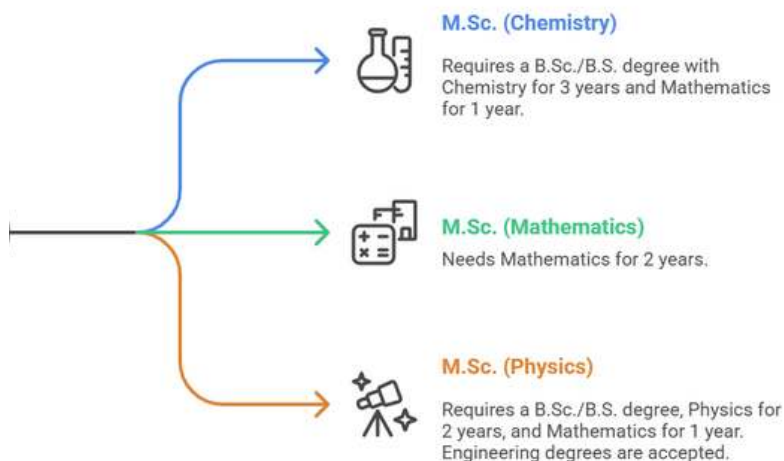 M.Sc. (Chemistry)
Requires a B.Sc./B.S. degree with
Chemistry for 3 years and Mathematics
for 1 year.
M.Sc. (Mathematics)
Needs Mathematics for 2 years.
M.Sc. (Physics)
Requires a B.Sc./B.S. degree, Physics for
2 years, and Mathematics for 1 year.
Engineering degrees are accepted.